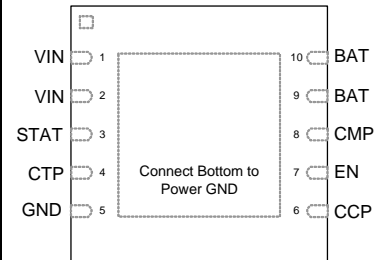 VIN 1 10 BAT
VIN 2 9 BAT
STAT 3 8 CMP
CTP 4 Connect Bottom to 7 EN
Power GND
GND 5 6 CCP